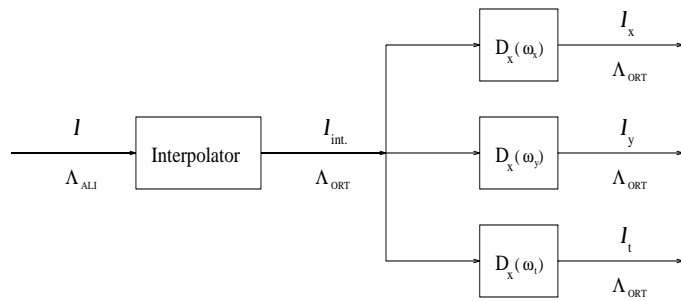 I
Λ_ALI
Interpolator
I_int.
Λ_ORT
D_x(ω_x)
I_x
Λ_ORT
D_x(ω_y)
I_y
Λ_ORT
D_x(ω_t)
I_t
Λ_ORT